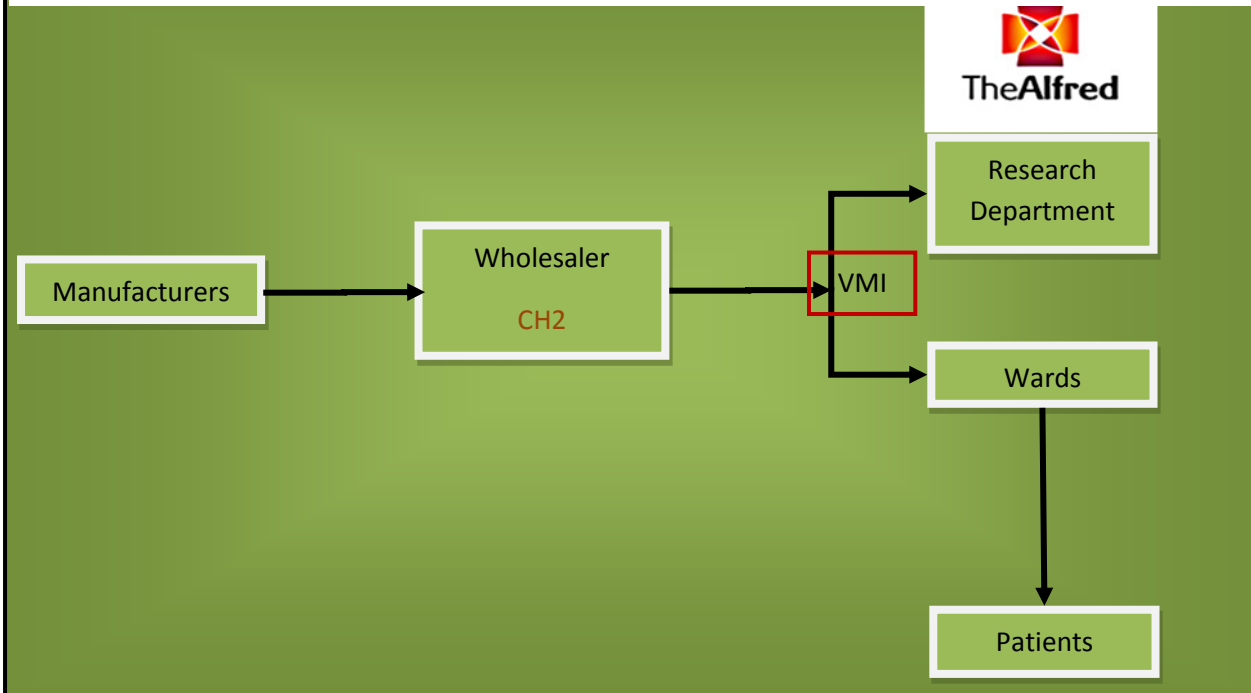 TheAlfred
Research
Department
Wholesaler
CH2
Manufacturers
VMI
Wards
Patients